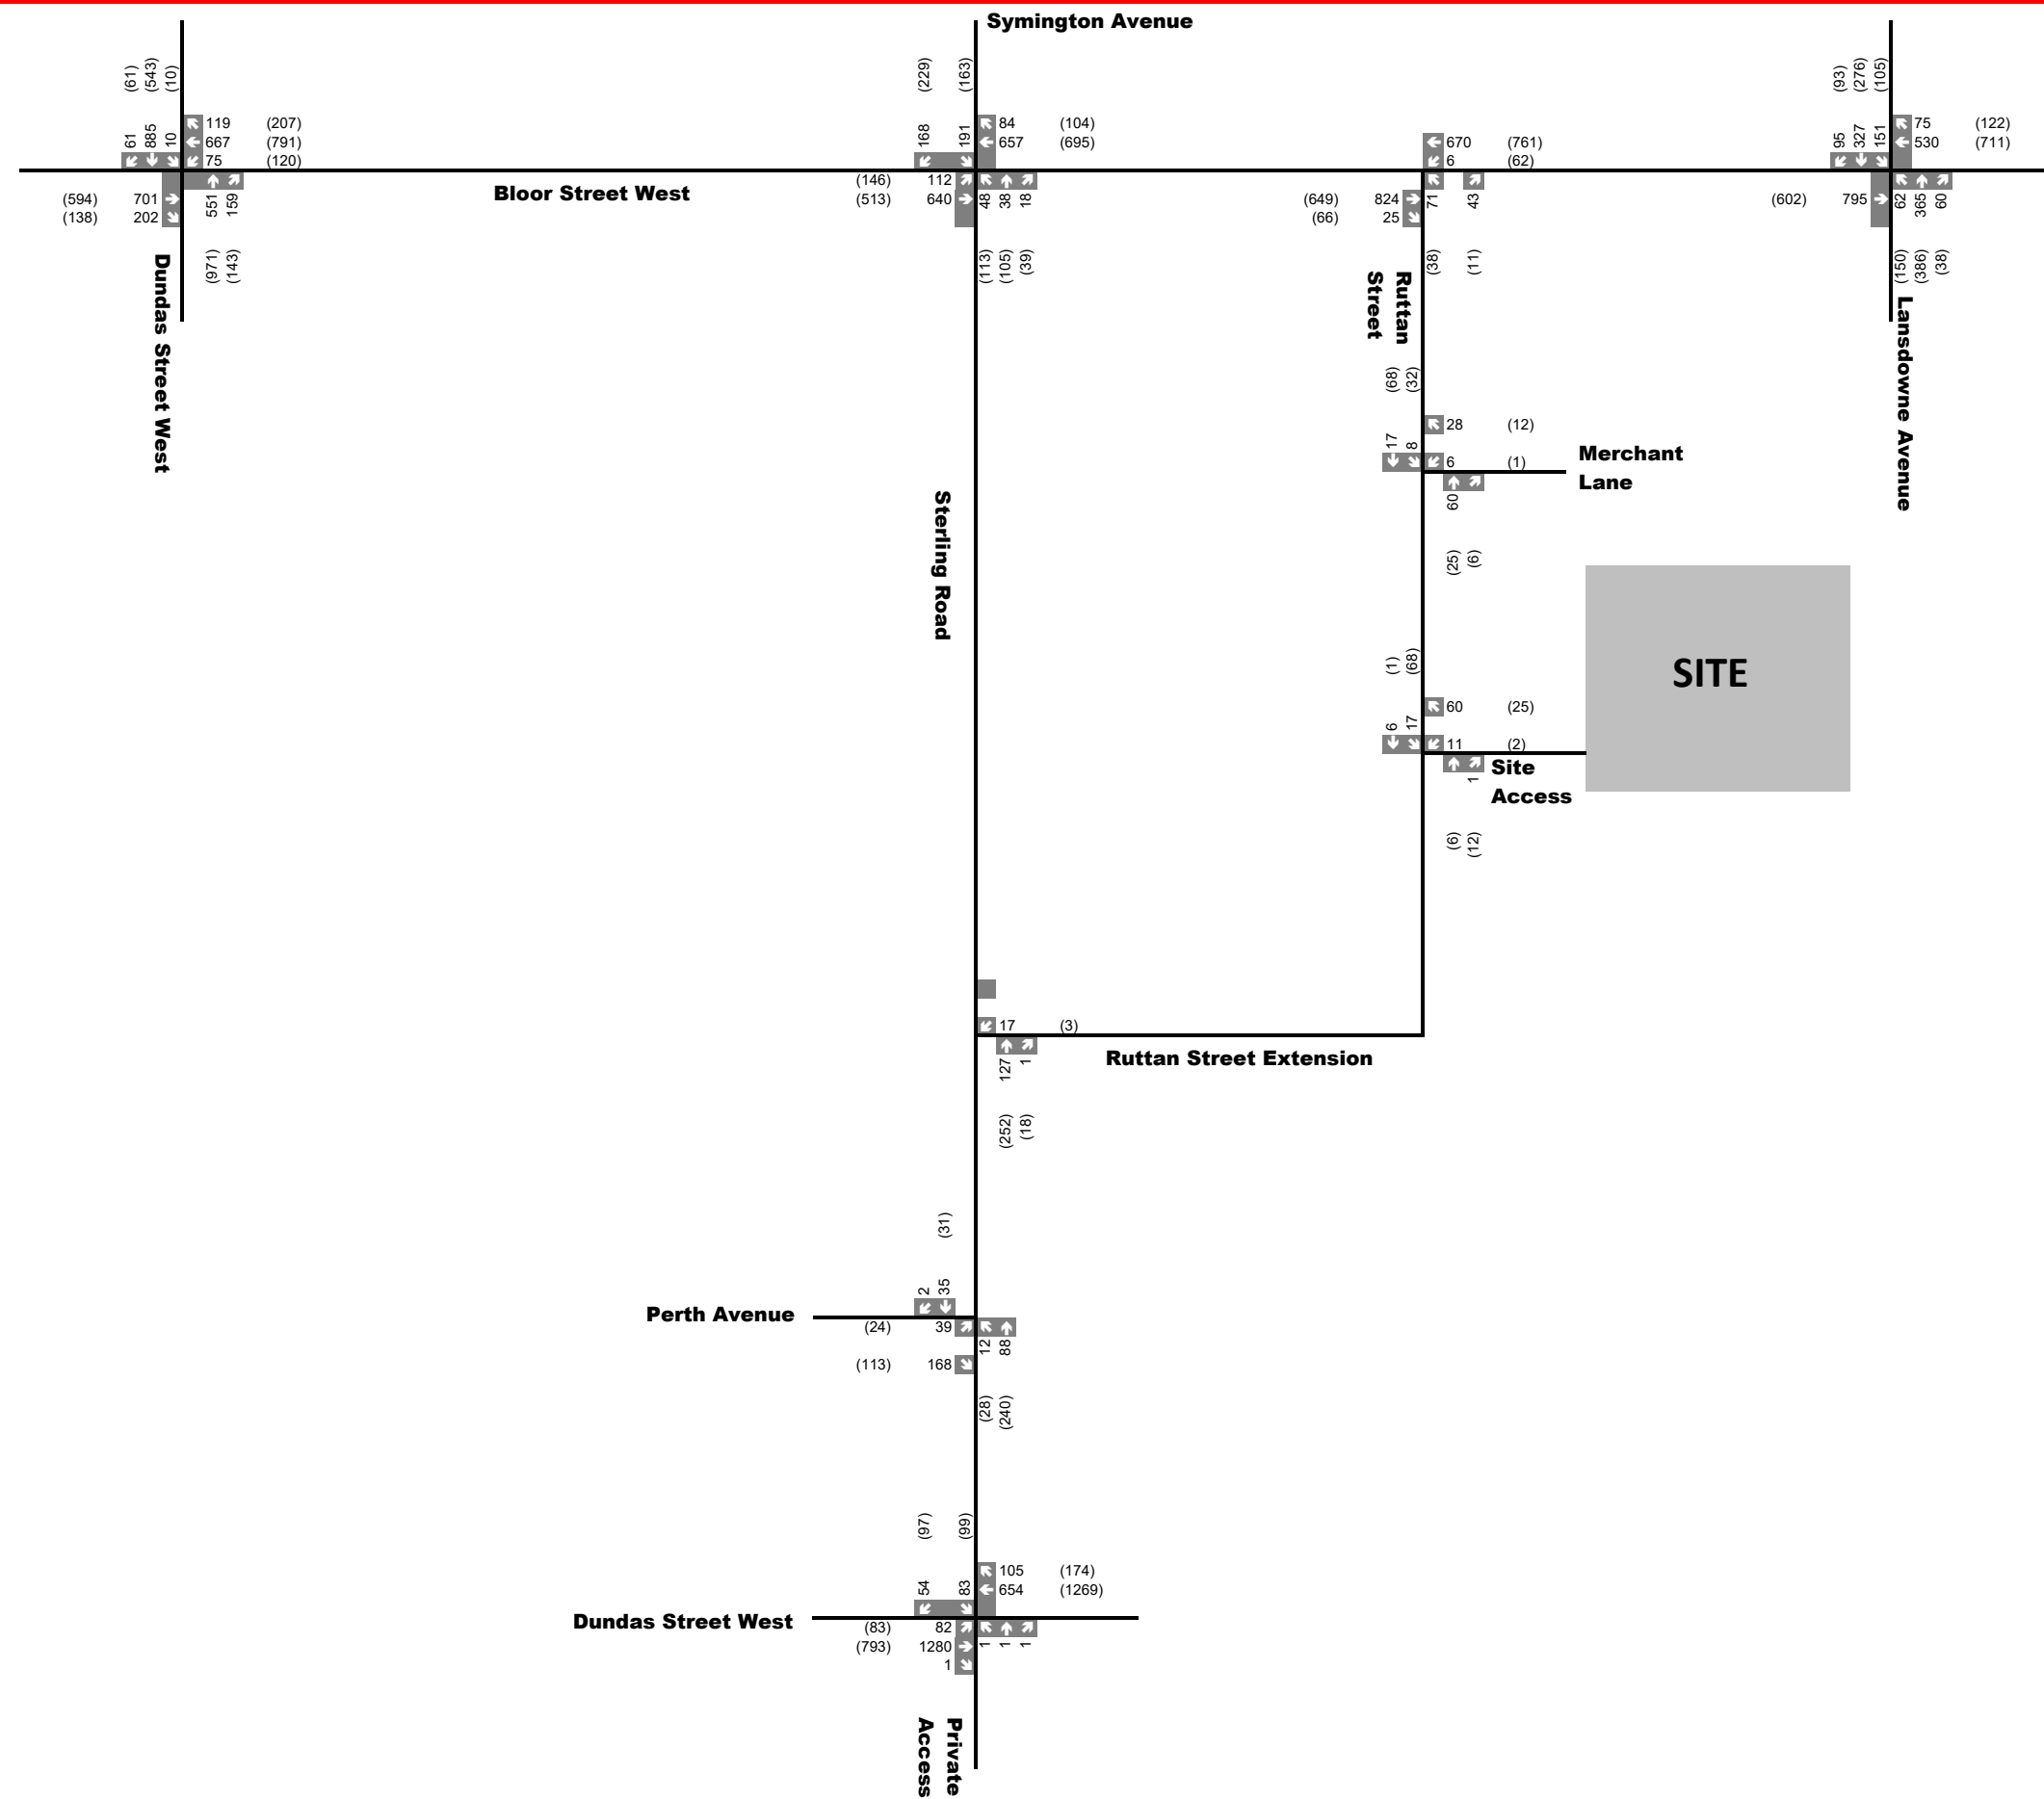 Symington Avenue
(61) (543) (10)
(229) (163)
(93) (276) (105)
61 885 10
119 (207)
667 (791)
75 (120)
168 191
84 (104)
657 (695)
670 (761)
6 (62)
95 327 151
75 (122)
530 (711)
Bloor Street West
(594) 701
(138) 202
551 159
(971) (143)
(146) 112
(513) 640
48 38 18
(113) (105) (39)
(649) 824
(66) 25
71 43
(38) (11)
(602) 795
62 365 60
(150) (386) (38)
Dundas Street West
Ruttan
Street
Lansdowne Avenue
(68) (32)
17 8
28 (12)
6 (1)
Merchant
Lane
60
(25) (6)
Sterling Road
(1) (68)
6 17
60 (25)
11 (2)
SITE
Site
Access
1
(6) (12)
17 (3)
127 1
Ruttan Street Extension
(252) (18)
(31)
2 35
Perth Avenue
(24) 39
(113) 168
12 88
(28) (240)
(97) (99)
54 83
105 (174)
654 (1269)
Dundas Street West
(83) 82
(793) 1280
1
1 1 1
Private
Access